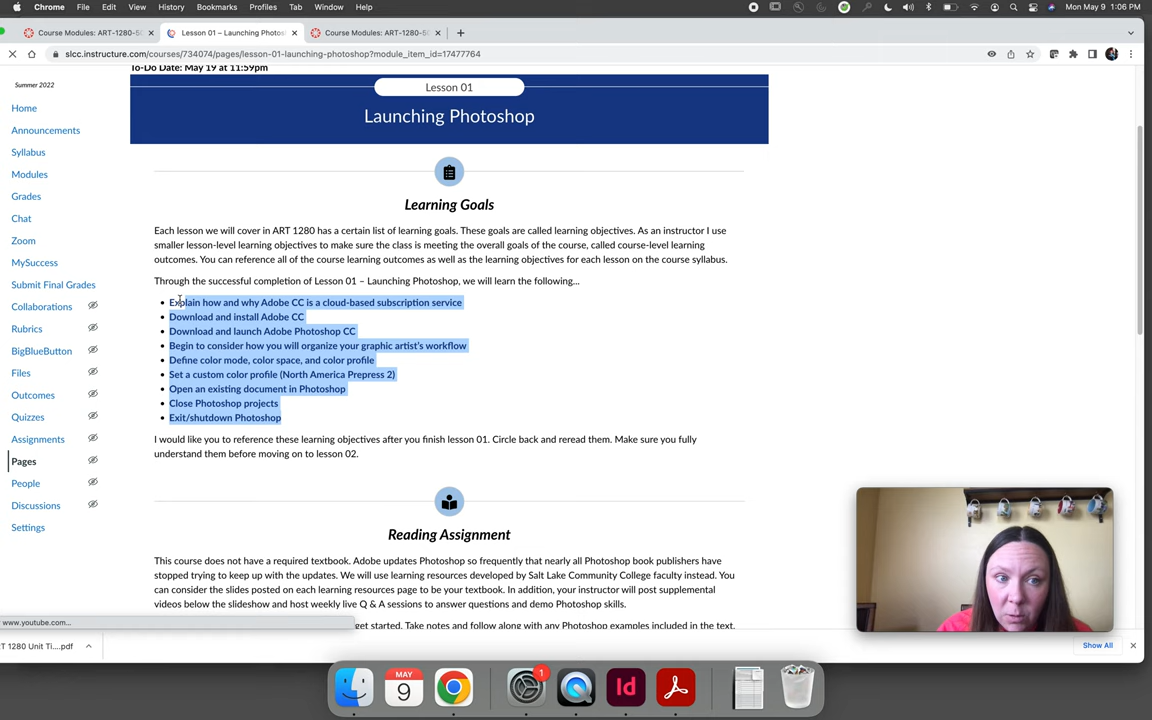 Chrome File Edit View History Bookmarks Profiles Tab Window Help Mon May 9 1:06 PM
Course Modules: ART-1280-50 Lesson 01 – Launching Photosh Course Modules: ART-1280-50
slcc.instructure.com/courses/734074/pages/lesson-01-launching-photoshop?module_item_id=17477764
To-Do Date: May 19 at 11:59pm
Summer 2022
Home
Announcements
Syllabus
Modules
Grades
Chat
Zoom
MySuccess
Submit Final Grades
Collaborations
Rubrics
BigBlueButton
Files
Outcomes
Quizzes
Assignments
Pages
People
Discussions
Settings
Lesson 01
Launching Photoshop
Learning Goals
Each lesson we will cover in ART 1280 has a certain list of learning goals. These goals are called learning objectives. As an instructor I use
smaller lesson-level learning objectives to make sure the class is meeting the overall goals of the course, called course-level learning
outcomes. You can reference all of the course learning outcomes as well as the learning objectives for each lesson on the course syllabus.
Through the successful completion of Lesson 01 – Launching Photoshop, we will learn the following...
• Explain how and why Adobe CC is a cloud-based subscription service
• Download and install Adobe CC
• Download and launch Adobe Photoshop CC
• Begin to consider how you will organize your graphic artist's workflow
• Define color mode, color space, and color profile
• Set a custom color profile (North America Prepress 2)
• Open an existing document in Photoshop
• Close Photoshop projects
• Exit/shutdown Photoshop
I would like you to reference these learning objectives after you finish lesson 01. Circle back and reread them. Make sure you fully
understand them before moving on to lesson 02.
Reading Assignment
This course does not have a required textbook. Adobe updates Photoshop so frequently that nearly all Photoshop book publishers have
stopped trying to keep up with the updates. We will use learning resources developed by Salt Lake Community College faculty instead. You
can consider the slides posted on each learning resources page to be your textbook. In addition, your instructor will post supplemental
videos below the slideshow and host weekly live Q & A sessions to answer questions and demo Photoshop skills.
get started. Take notes and follow along with any Photoshop examples included in the text.
www.youtube.com...
T 1280 Unit Ti....pdf
Show All
MAY
9
1
Id